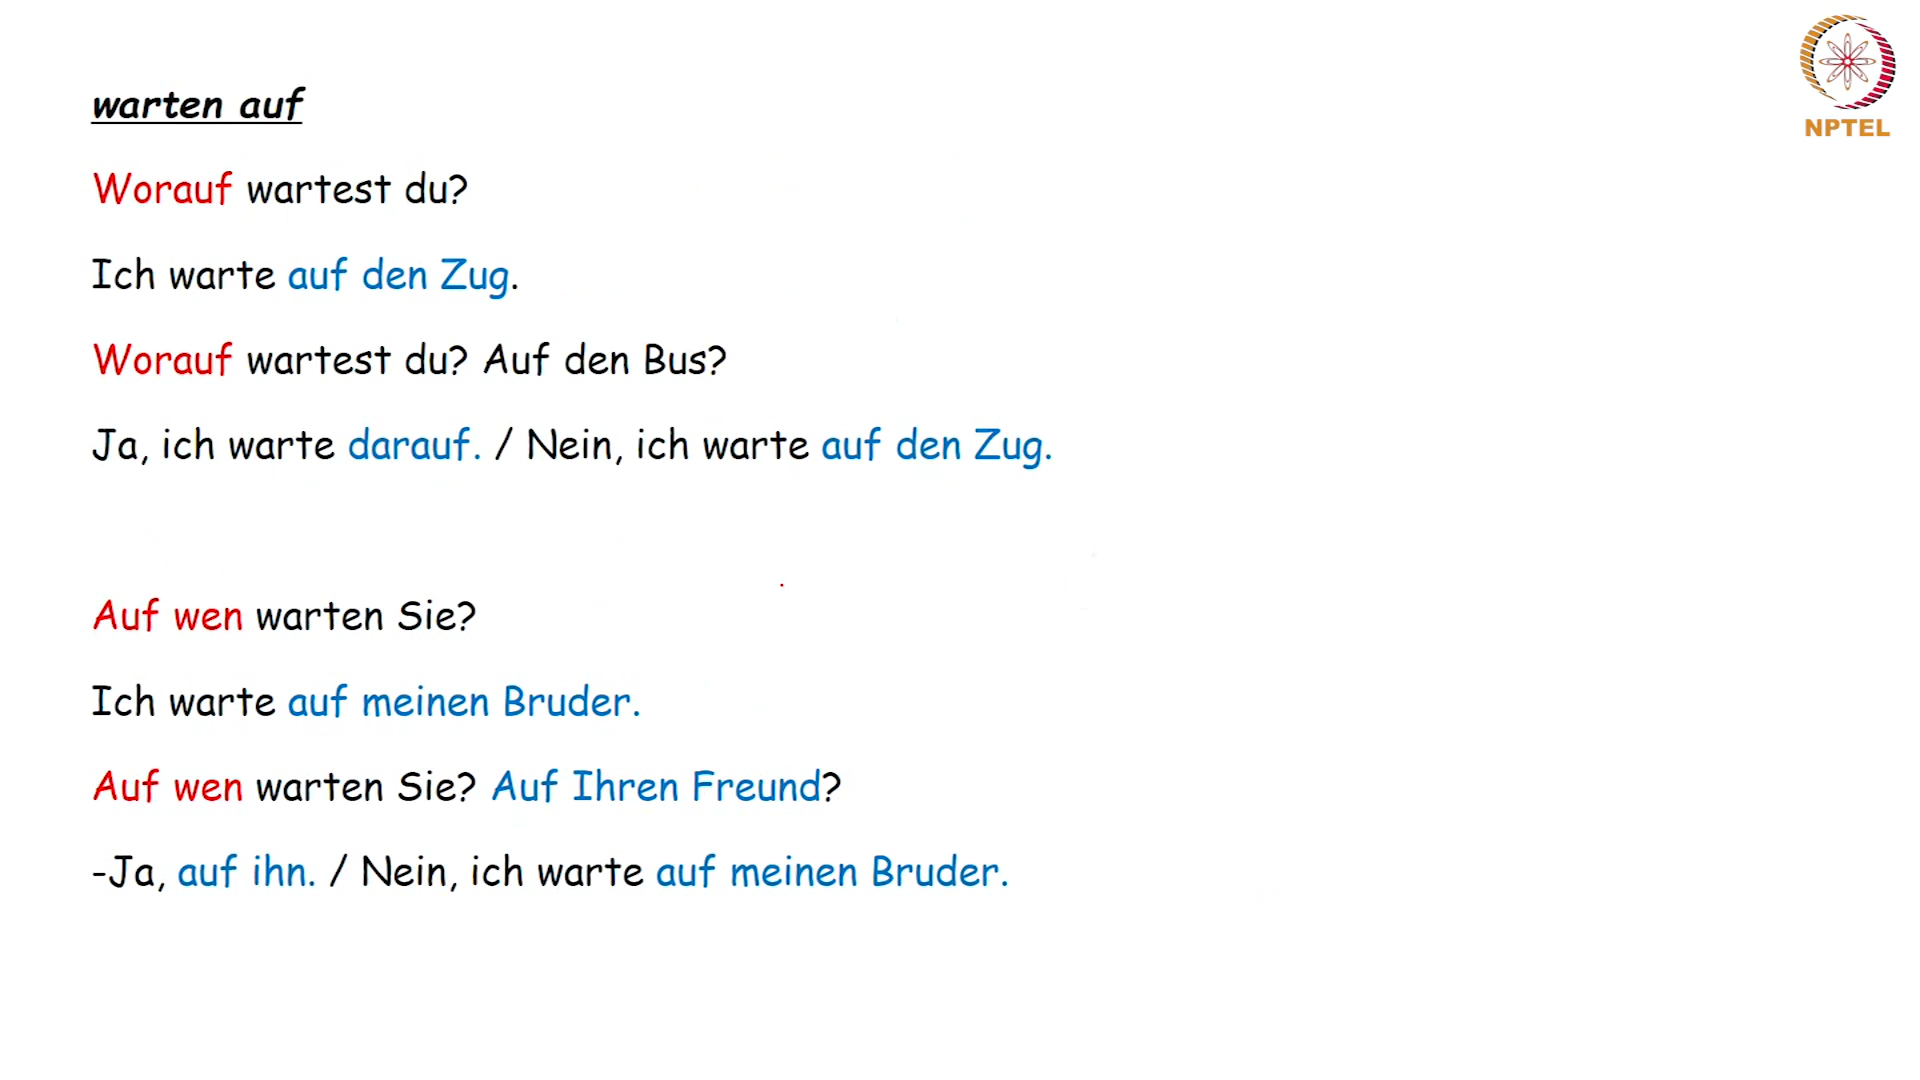 warten auf
Worauf wartest du?
Ich warte auf den Zug.
Worauf wartest du? Auf den Bus?
Ja, ich warte darauf. / Nein, ich warte auf den Zug.
Auf wen warten Sie?
Ich warte auf meinen Bruder.
Auf wen warten Sie? Auf Ihren Freund?
-Ja, auf ihn. / Nein, ich warte auf meinen Bruder.
NPTEL